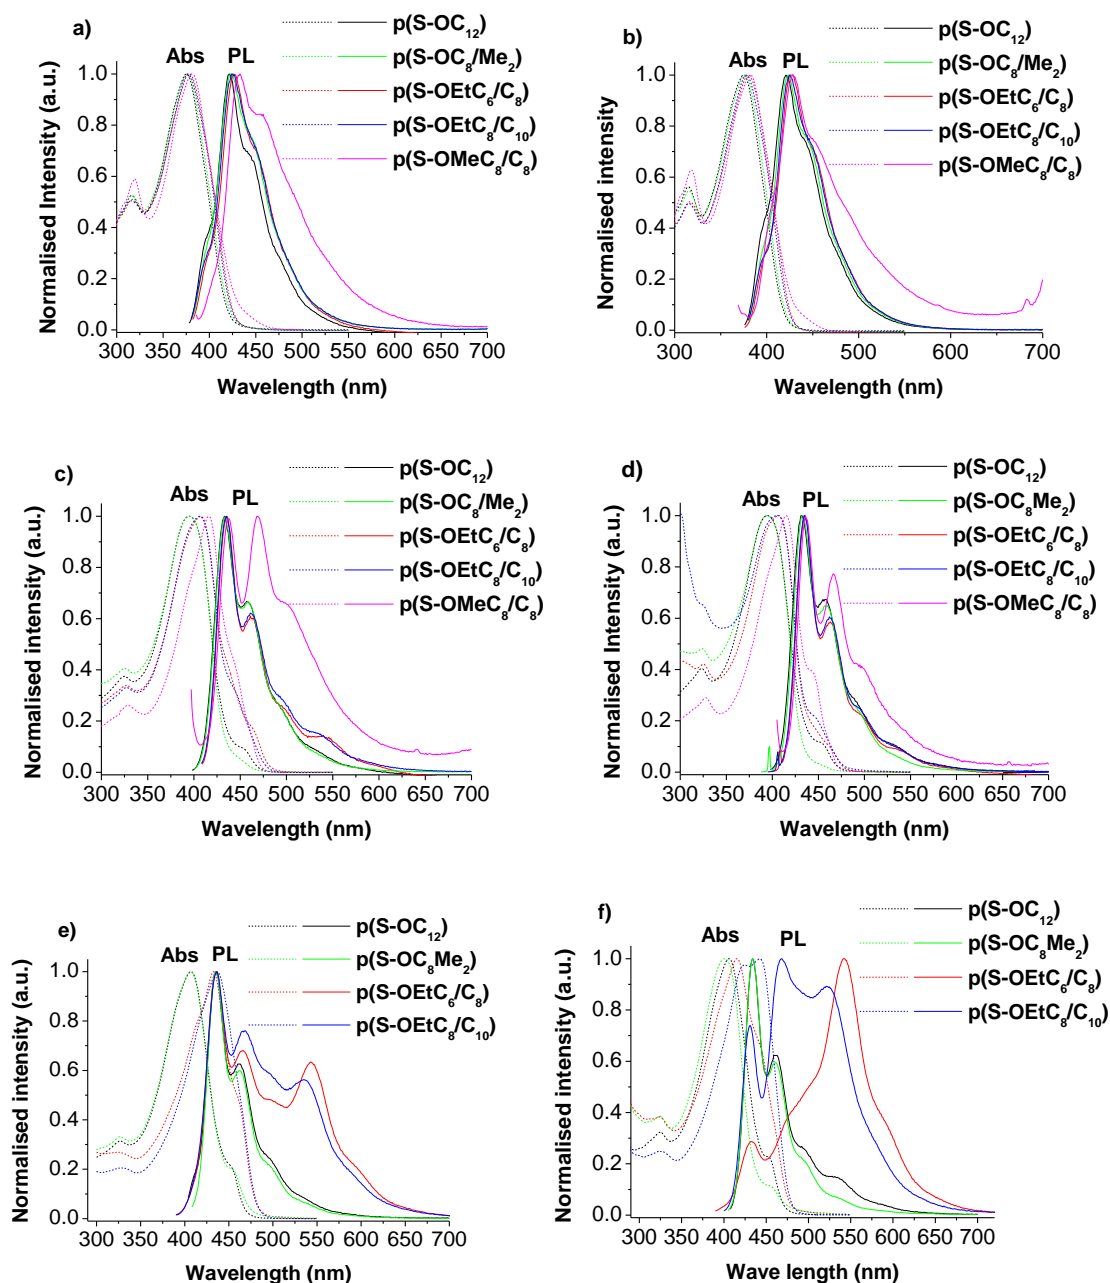 a)
Abs PL
p(S-OC12)
p(S-OC8/Me2)
p(S-OEtC6/C8)
p(S-OEtC8/C10)
p(S-OMeC8/C8)
Normalised Intensity (a.u.)
1.0
0.8
0.6
0.4
0.2
0.0
300 350 400 450 500 550 600 650 700
Wavelength (nm)
b)
Abs PL
p(S-OC12)
p(S-OC8/Me2)
p(S-OEtC6/C8)
p(S-OEtC8/C10)
p(S-OMeC8/C8)
Normalised intensity
1.0
0.8
0.6
0.4
0.2
0.0
300 400 500 600 700
Wavelength (nm)
c)
Abs PL
p(S-OC12)
p(S-OC8/Me2)
p(S-OEtC6/C8)
p(S-OEtC8/C10)
p(S-OMeC8/C8)
Normalised intensity (a.u.)
1.0
0.8
0.6
0.4
0.2
0.0
300 350 400 450 500 550 600 650 700
Wavelength (nm)
d)
Abs PL
p(S-OC12)
p(S-OC8Me2)
p(S-OEtC6/C8)
p(S-OEtC8/C10)
p(S-OMeC8/C8)
Normalised intensity (a.u.)
1.0
0.8
0.6
0.4
0.2
0.0
300 350 400 450 500 550 600 650 700
Wavelength (nm)
e)
Abs PL
p(S-OC12)
p(S-OC8Me2)
p(S-OEtC6/C8)
p(S-OEtC8/C10)
Normalised intensity (a.u.)
1.0
0.8
0.6
0.4
0.2
0.0
300 350 400 450 500 550 600 650 700
Wavelength (nm)
f)
Abs PL
p(S-OC12)
p(S-OC8Me2)
p(S-OEtC6/C8)
p(S-OEtC8/C10)
Normalised intensity (a.u.)
1.0
0.8
0.6
0.4
0.2
0.0
300 350 400 450 500 550 600 650 700
Wave length (nm)